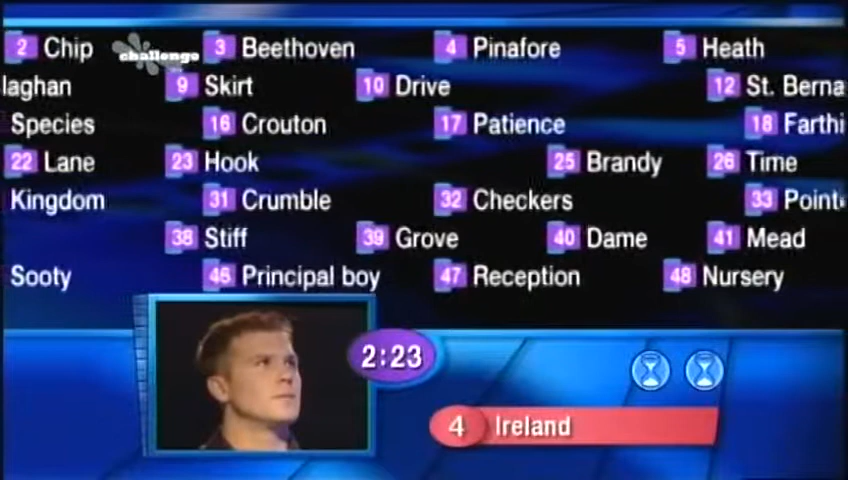 2 Chip challenge 3 Beethoven 4 Pinafore 5 Heath
laghan 9 Skirt 10 Drive 12 St. Berna
Species 16 Crouton 17 Patience 18 Farthi
22 Lane 23 Hook 25 Brandy 26 Time
Kingdom 31 Crumble 32 Checkers 33 Point
38 Stiff 39 Grove 40 Dame 41 Mead
Sooty 46 Principal boy 47 Reception 48 Nursery
2:23
4 Ireland